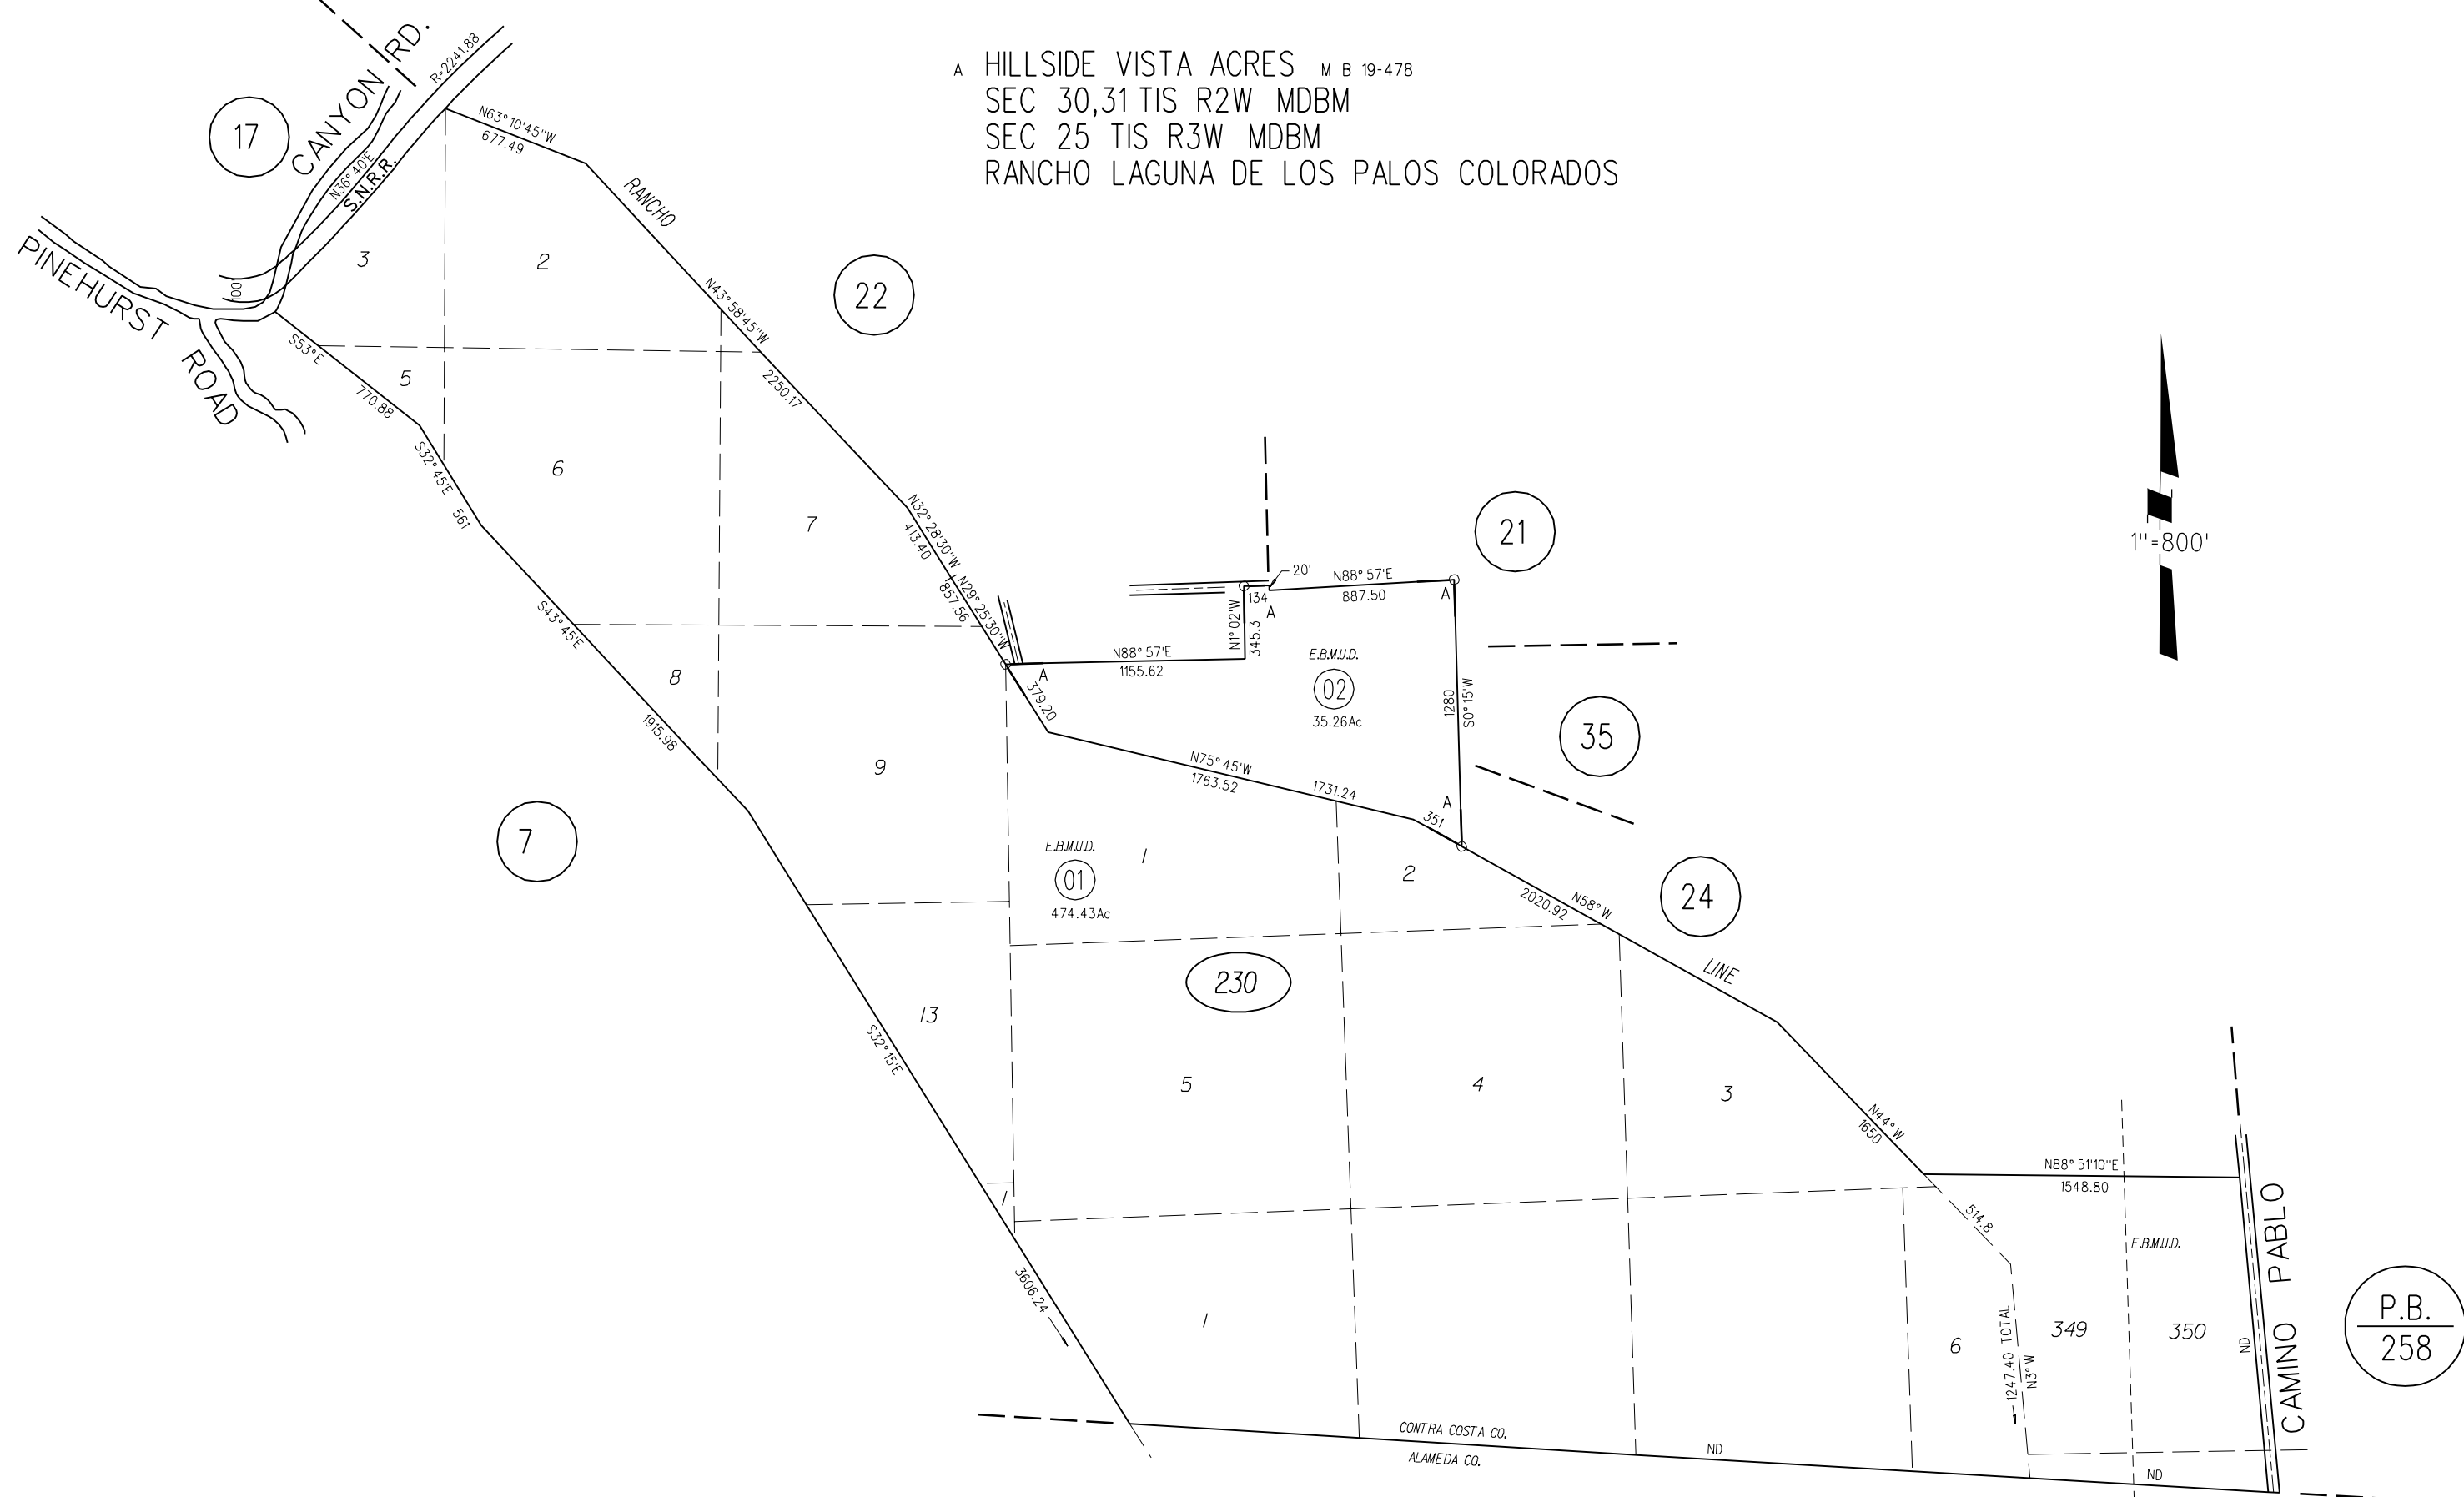 A HILLSIDE VISTA ACRES M B 19-478
SEC 30,31 T1S R2W MDBM
SEC 25 T1S R3W MDBM
RANCHO LAGUNA DE LOS PALOS COLORADOS
17
CANYON RD.
R=2241.88
N36°40'E
S.N.R.R.
100'
PINEHURST ROAD
N63°10'45"W
677.49
RANCHO
3
2
22
N43°58'45"W
2250.17
S53°E
770.88
5
S32°45'E
561
6
7
N32°28'30"W
413.40
N29°25'30"W
857.56
21
1"=800'
20'
N88°57'E
887.50
134
A
A
N1°02'W
345.3
N88°57'E
1155.62
A
379.20
E.B.M.U.D.
02
35.26Ac
1280
S0°15'W
35
S43°45'E
1915.98
8
9
N75°45'W
1763.52
1731.24
A
351
7
E.B.M.U.D.
01
474.43Ac
1
2
24
N58°W
2020.92
LINE
230
13
S32°15'E
5
4
3
N44°W
1650
N88°51'10"E
1548.80
1
514.8
E.B.M.U.D.
3606.24
1
6
1247.40 TOTAL
N3°W
349
350
ND
CAMINO PABLO
P.B.
258
CONTRA COSTA CO.
ALAMEDA CO.
ND
ND